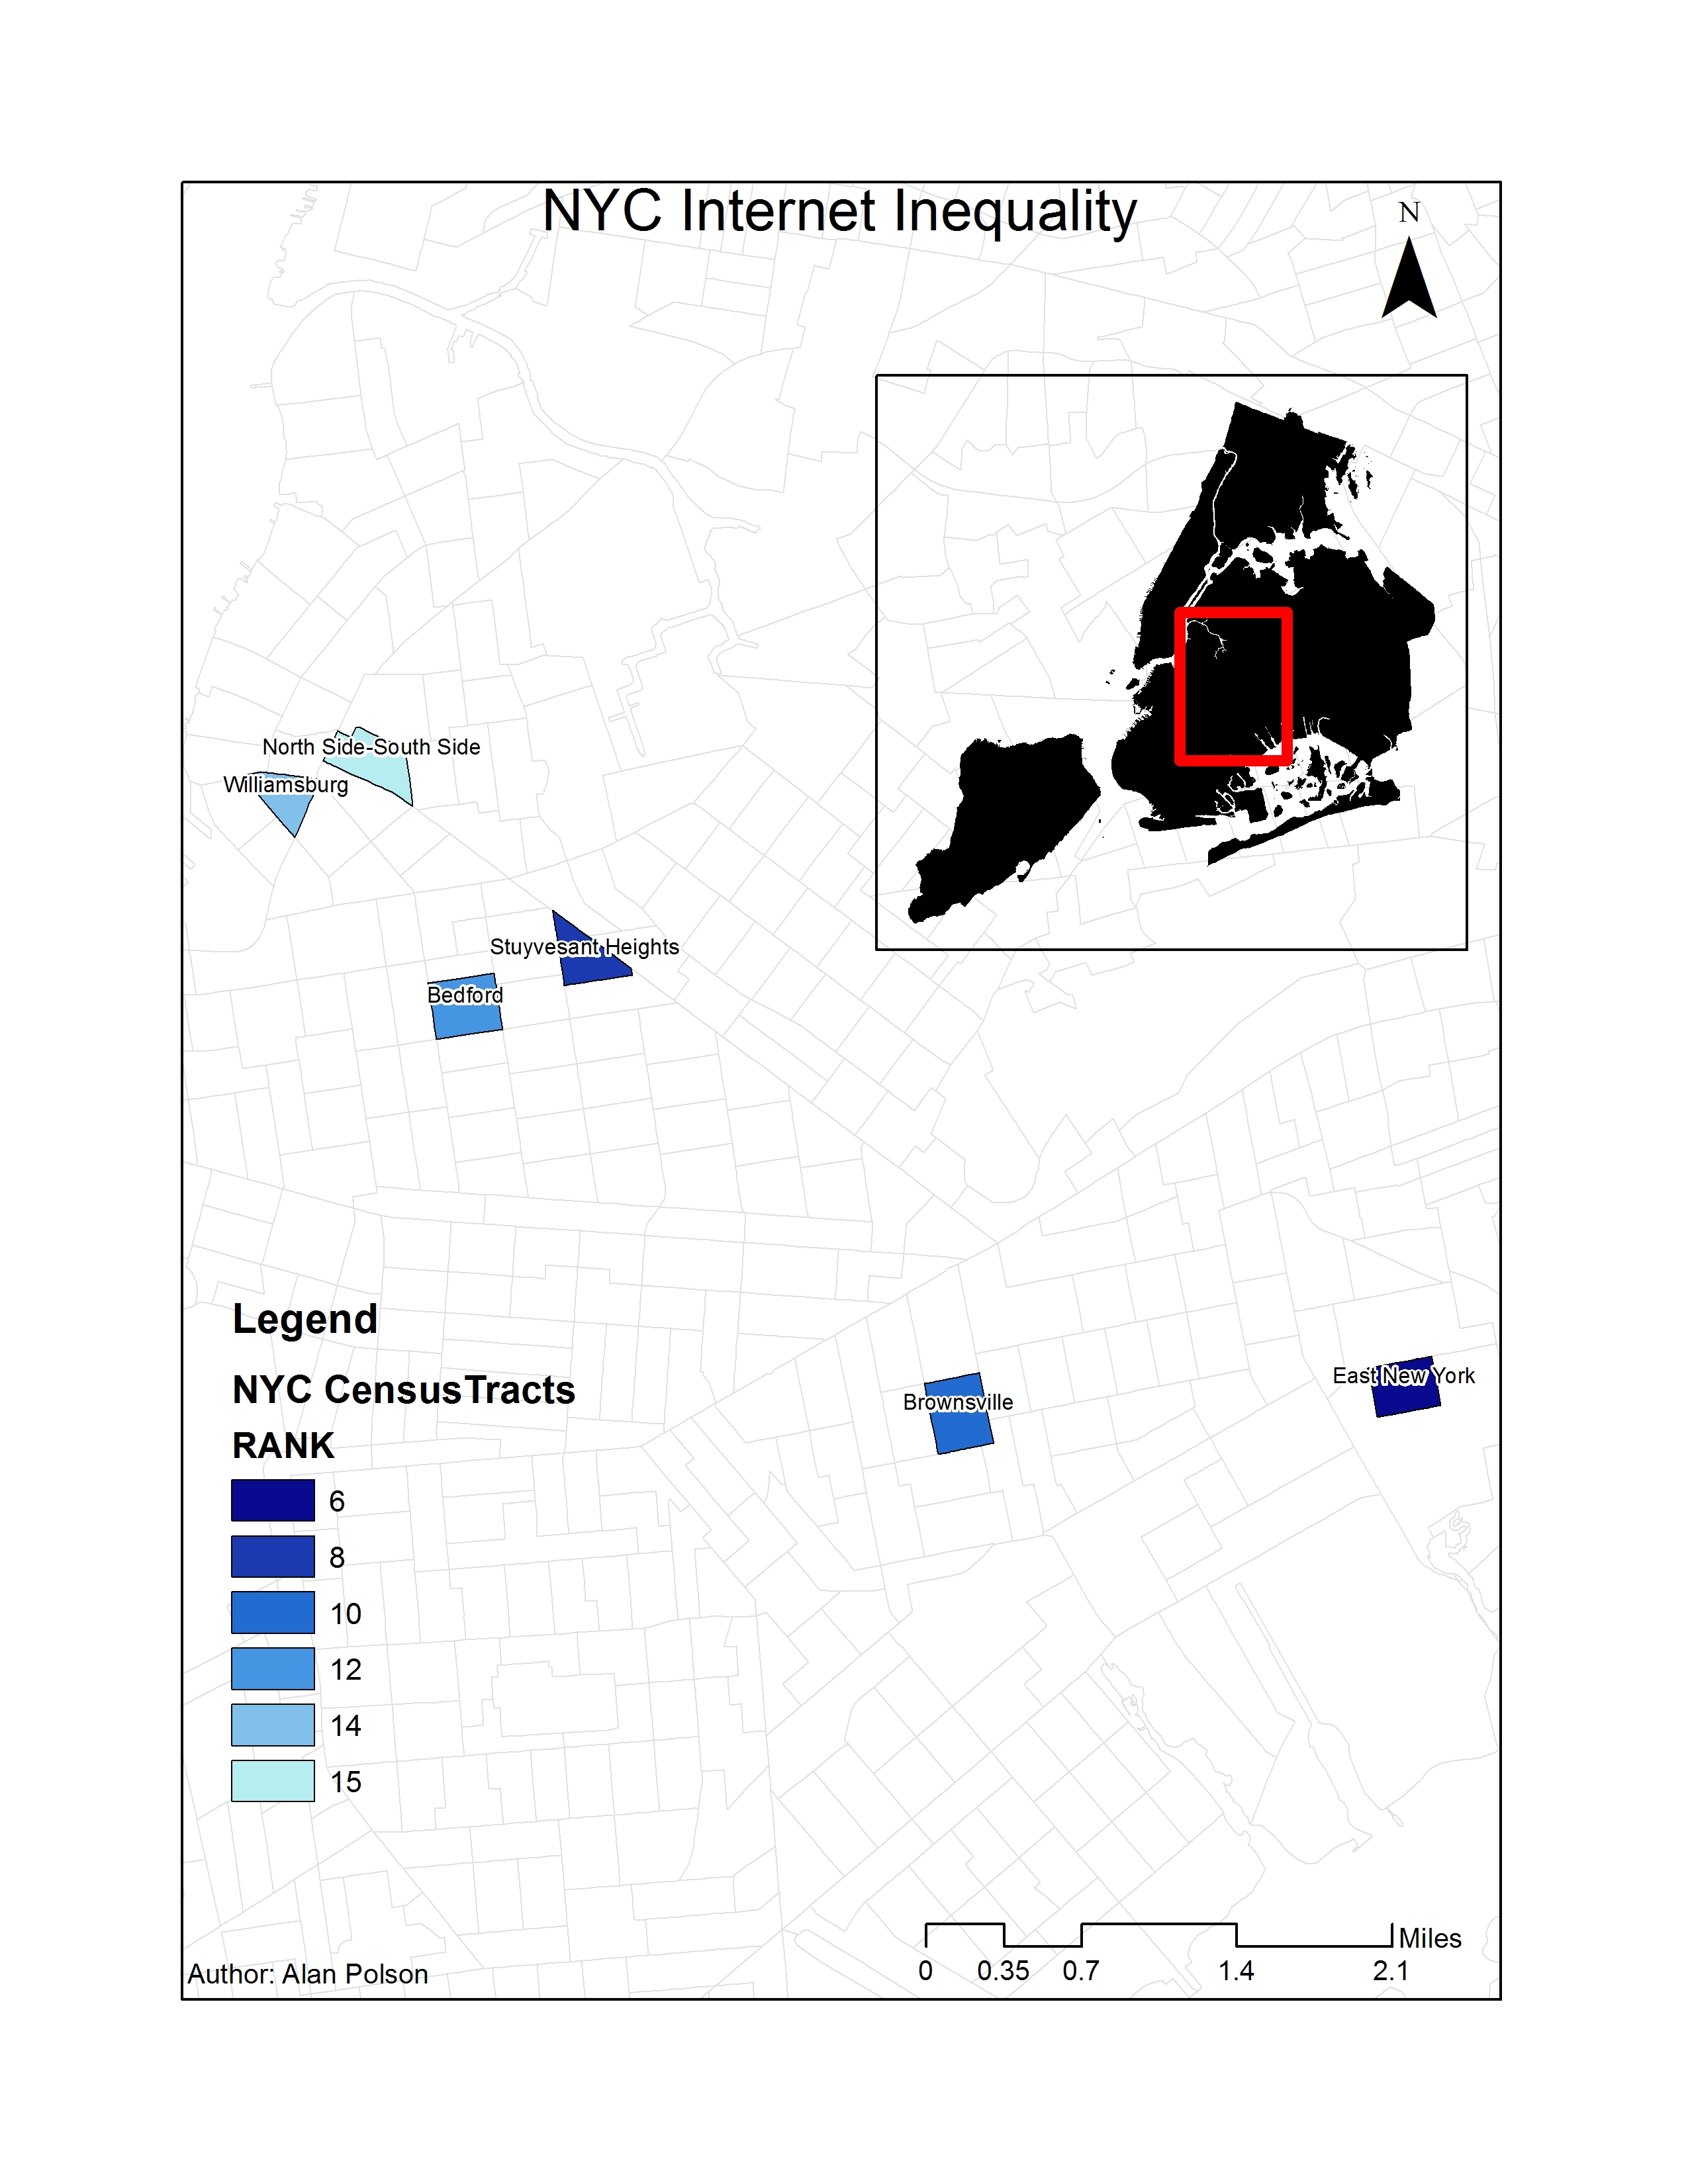 NYC Internet Inequality
N
North Side-South Side
Williamsburg
Stuyvesant Heights
Bedford
Legend
NYC CensusTracts
RANK
6
8
10
12
14
15
Brownsville
East New York
Miles
0 0.35 0.7 1.4 2.1
Author: Alan Polson